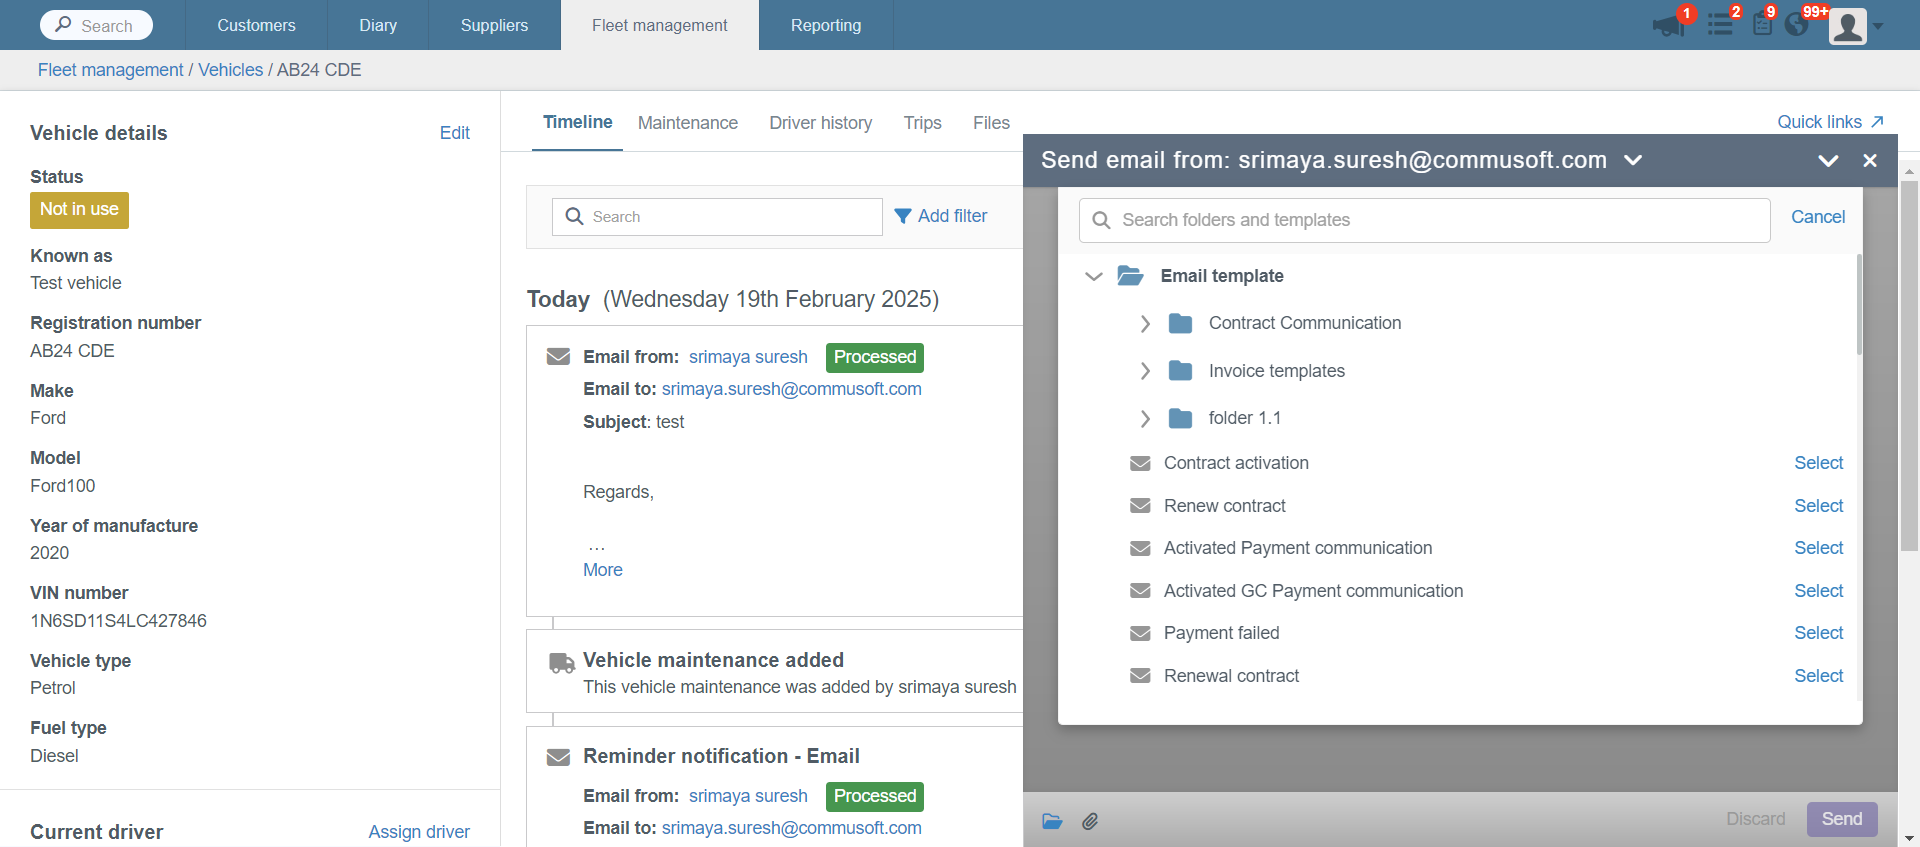 Search
Customers
Diary
Suppliers
Fleet management
Reporting
1
2
9
99+
Fleet management / Vehicles / AB24 CDE
Vehicle details
Edit
Status
Not in use
Known as
Test vehicle
Registration number
AB24 CDE
Make
Ford
Model
Ford100
Year of manufacture
2020
VIN number
1N6SD11S4LC427846
Vehicle type
Petrol
Fuel type
Diesel
Current driver
Assign driver
Timeline
Maintenance
Driver history
Trips
Files
Quick links
Search
Add filter
Today (Wednesday 19th February 2025)
Email from: srimaya suresh Processed
Email to: srimaya.suresh@commusoft.com
Subject: test
Regards,
...
More
Vehicle maintenance added
This vehicle maintenance was added by srimaya suresh
Reminder notification - Email
Email from: srimaya suresh Processed
Email to: srimaya.suresh@commusoft.com
Send email from: srimaya.suresh@commusoft.com
Search folders and templates
Cancel
Email template
Contract Communication
Invoice templates
folder 1.1
Contract activation Select
Renew contract Select
Activated Payment communication Select
Activated GC Payment communication Select
Payment failed Select
Renewal contract Select
Discard
Send